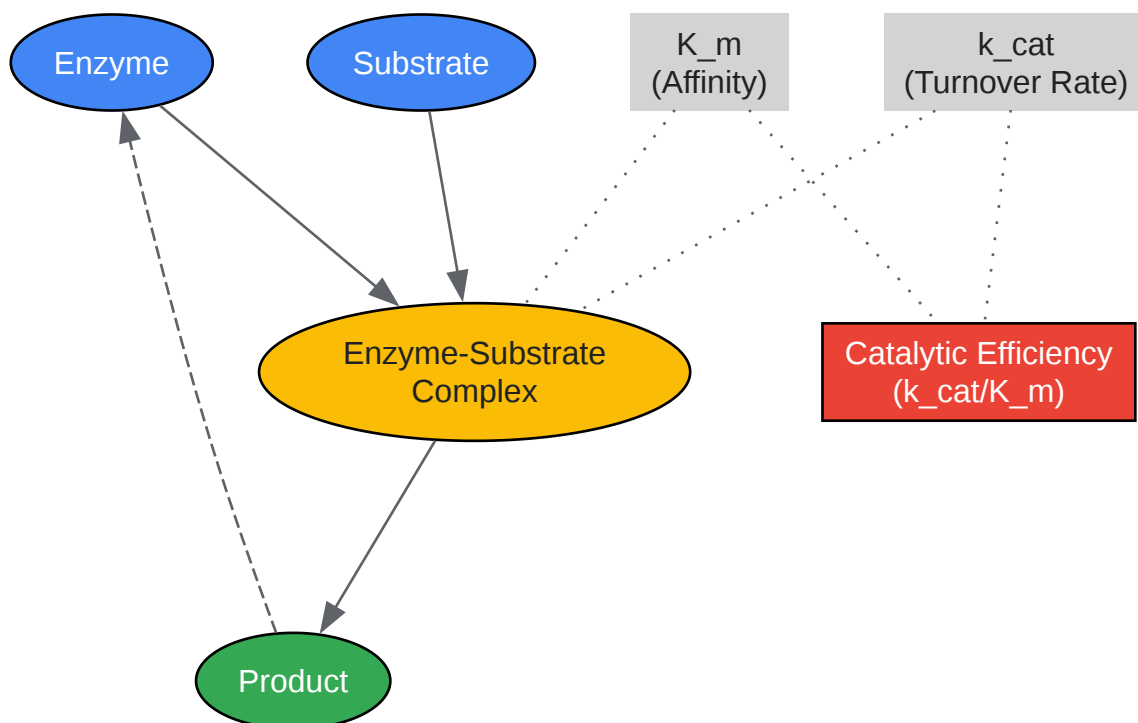 Enzyme
Substrate
K_m
(Affinity)
k_cat
(Turnover Rate)
Enzyme-Substrate
Complex
Catalytic Efficiency
(k_cat/K_m)
Product